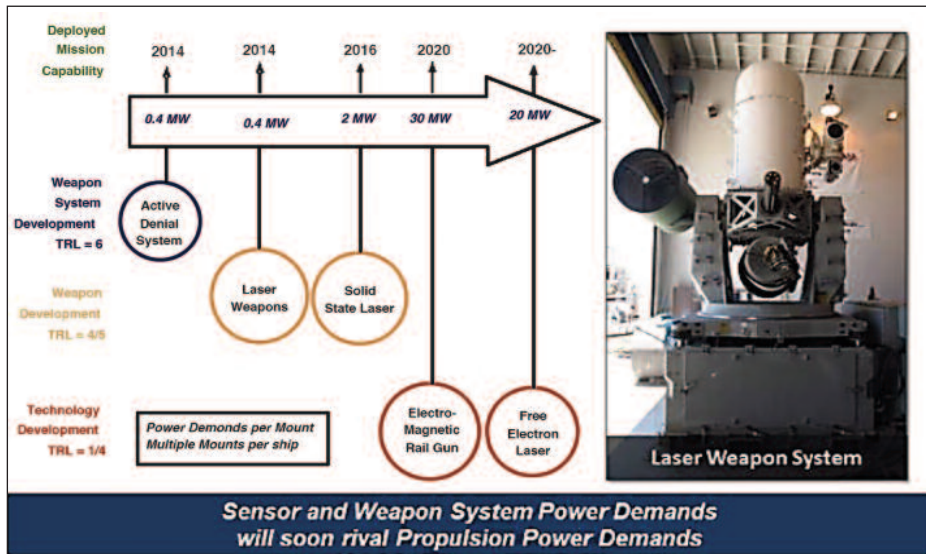 Deployed
Mission
Capability
2014
2014
2016
2020
2020-
0.4 MW
0.4 MW
2 MW
30 MW
20 MW
Weapon
System
Development
TRL = 6
Active
Denial
System
Weapon
Development
TRL = 4/5
Laser
Weapons
Solid
State Laser
Technology
Development
TRL = 1/4
Power Demonds per Mount
Multiple Mounts per ship
Electro-
Magnetic
Rail Gun
Free
Electron
Laser
Laser Weapon System
Sensor and Weapon System Power Demands
will soon rival Propulsion Power Demands